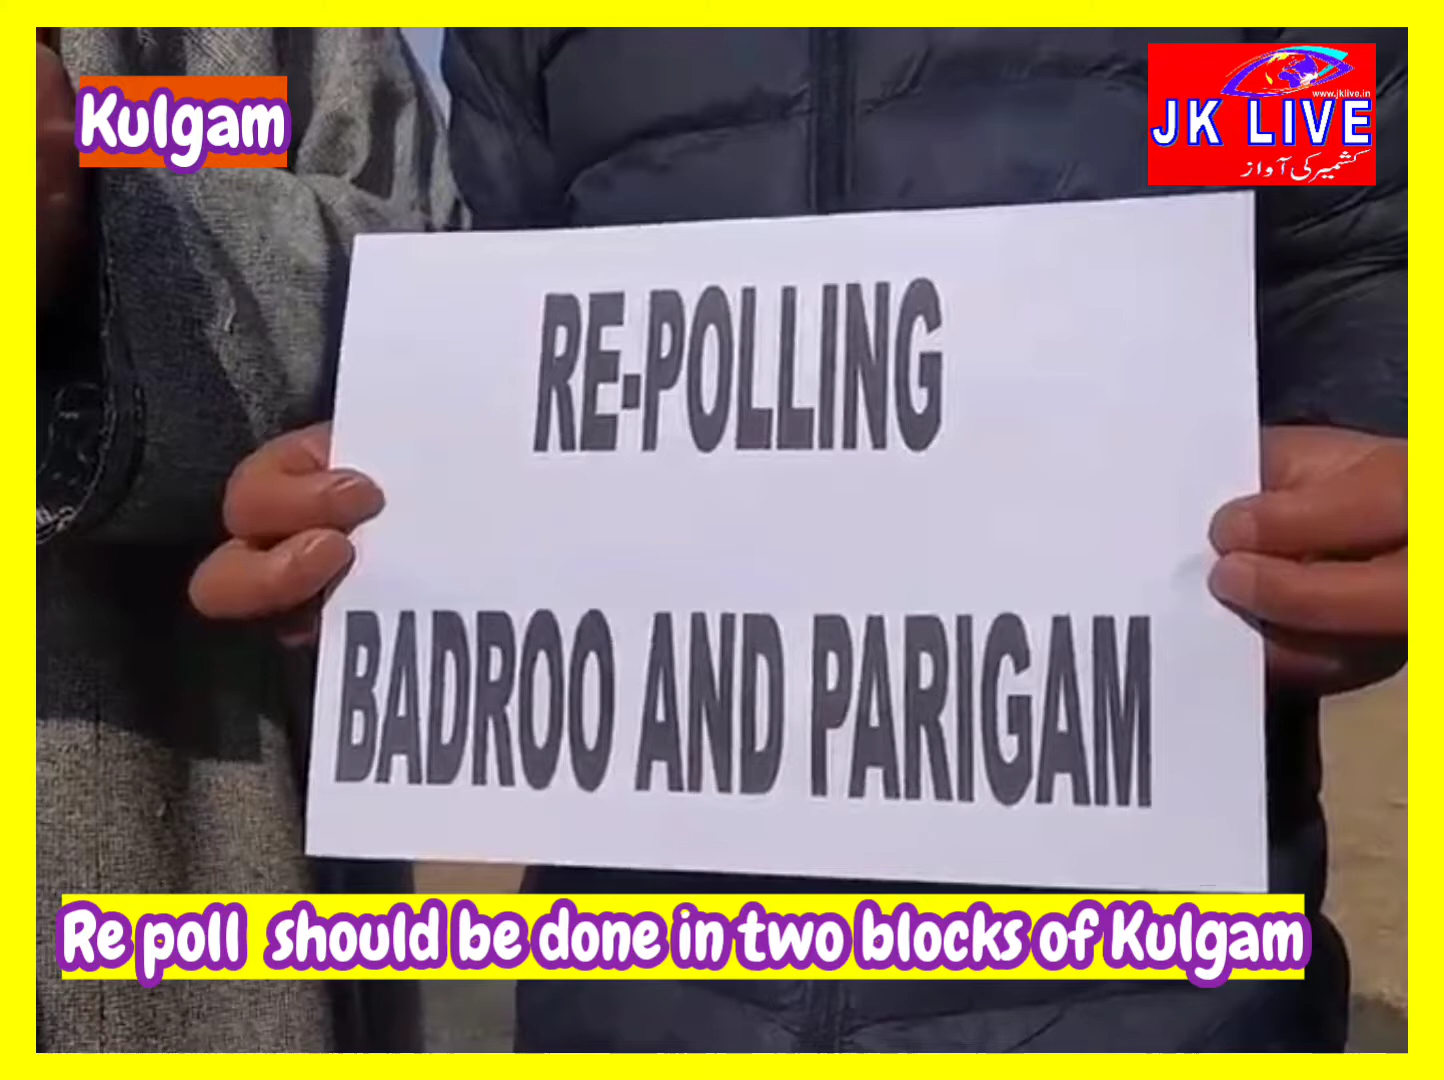 Kulgam
www.jklive.in
JK LIVE
کشمیر کی آواز
RE-POLLING
BADROO AND PARIGAM
Re poll should be done in two blocks of Kulgam